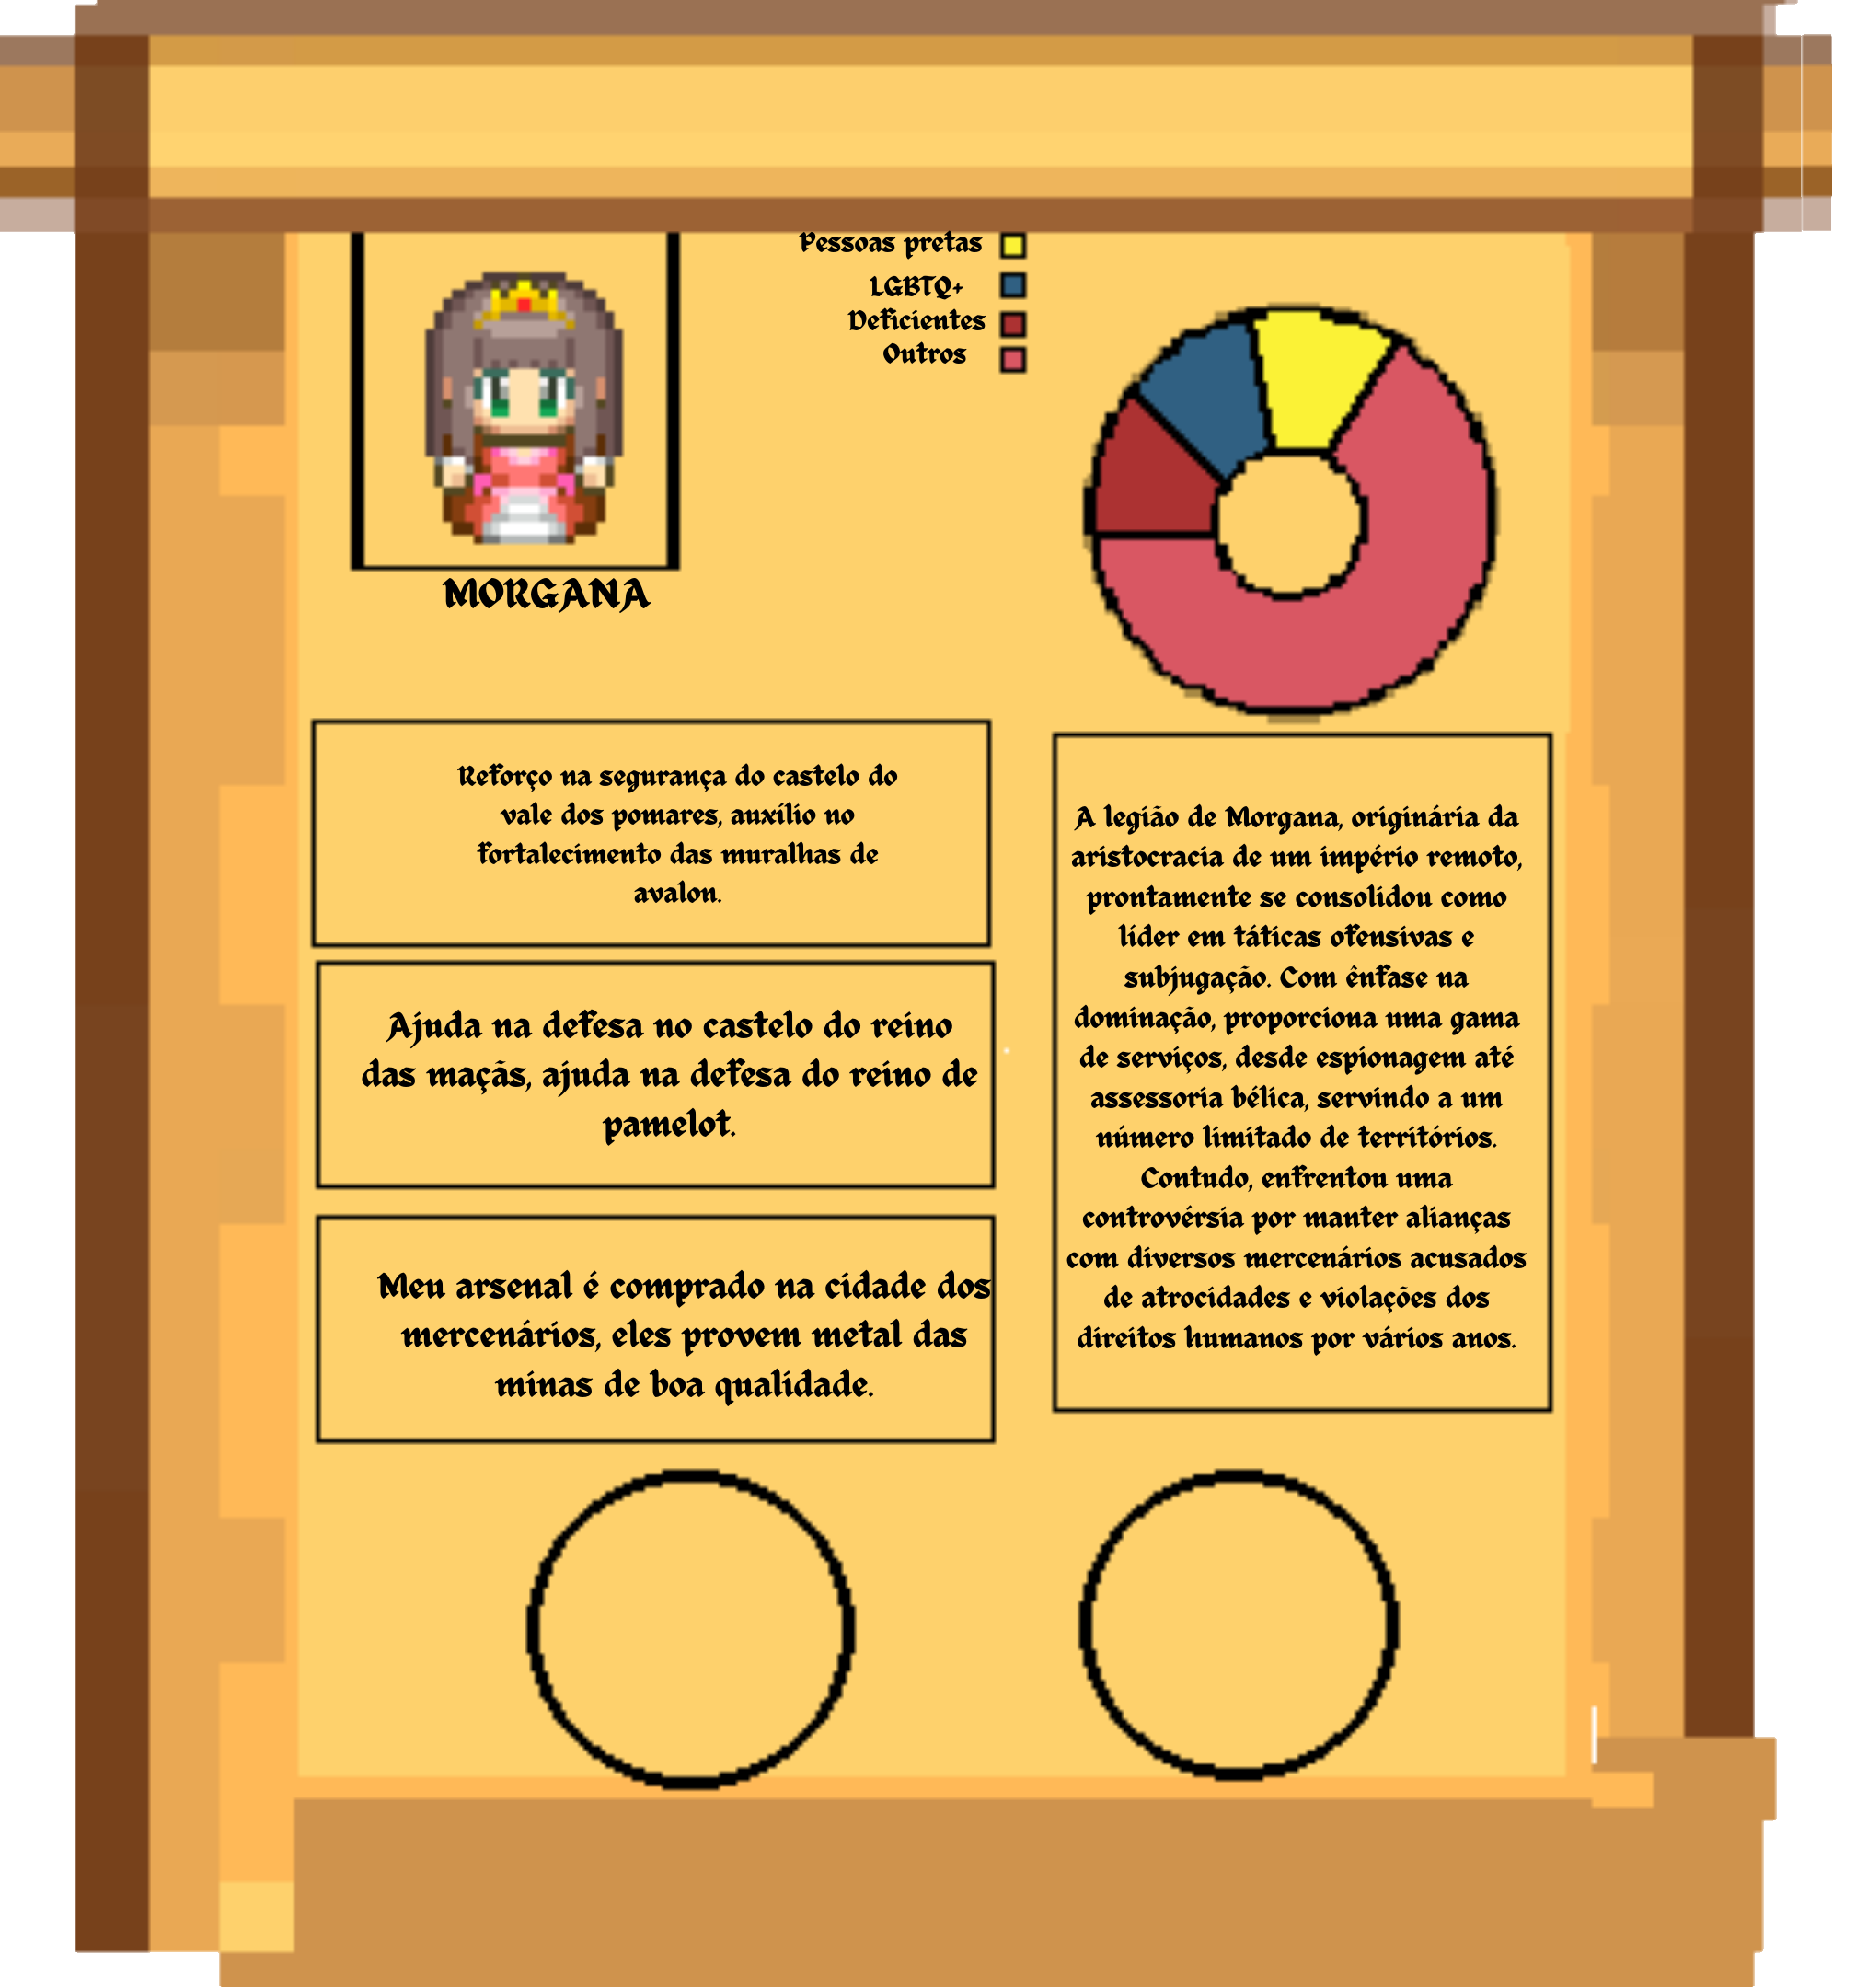 Pessoas pretas
LGBTQ+
Deficientes
Outros
MORGANA
Reforço na segurança do castelo do
vale dos pomares, auxílio no
fortalecimento das muralhas de
avalon.
Ajuda na defesa no castelo do reino
das maçãs, ajuda na defesa do reino de
pamelot.
Meu arsenal é comprado na cidade dos
mercenários, eles provem metal das
minas de boa qualidade.
A legião de Morgana, originária da
aristocracia de um império remoto,
prontamente se consolidou como
líder em táticas ofensivas e
subjugação. Com ênfase na
dominação, proporciona uma gama
de serviços, desde espionagem até
assessoria bélica, servindo a um
número limitado de territórios.
Contudo, enfrentou uma
controvérsia por manter alianças
com diversos mercenários acusados
de atrocidades e violações dos
direitos humanos por vários anos.